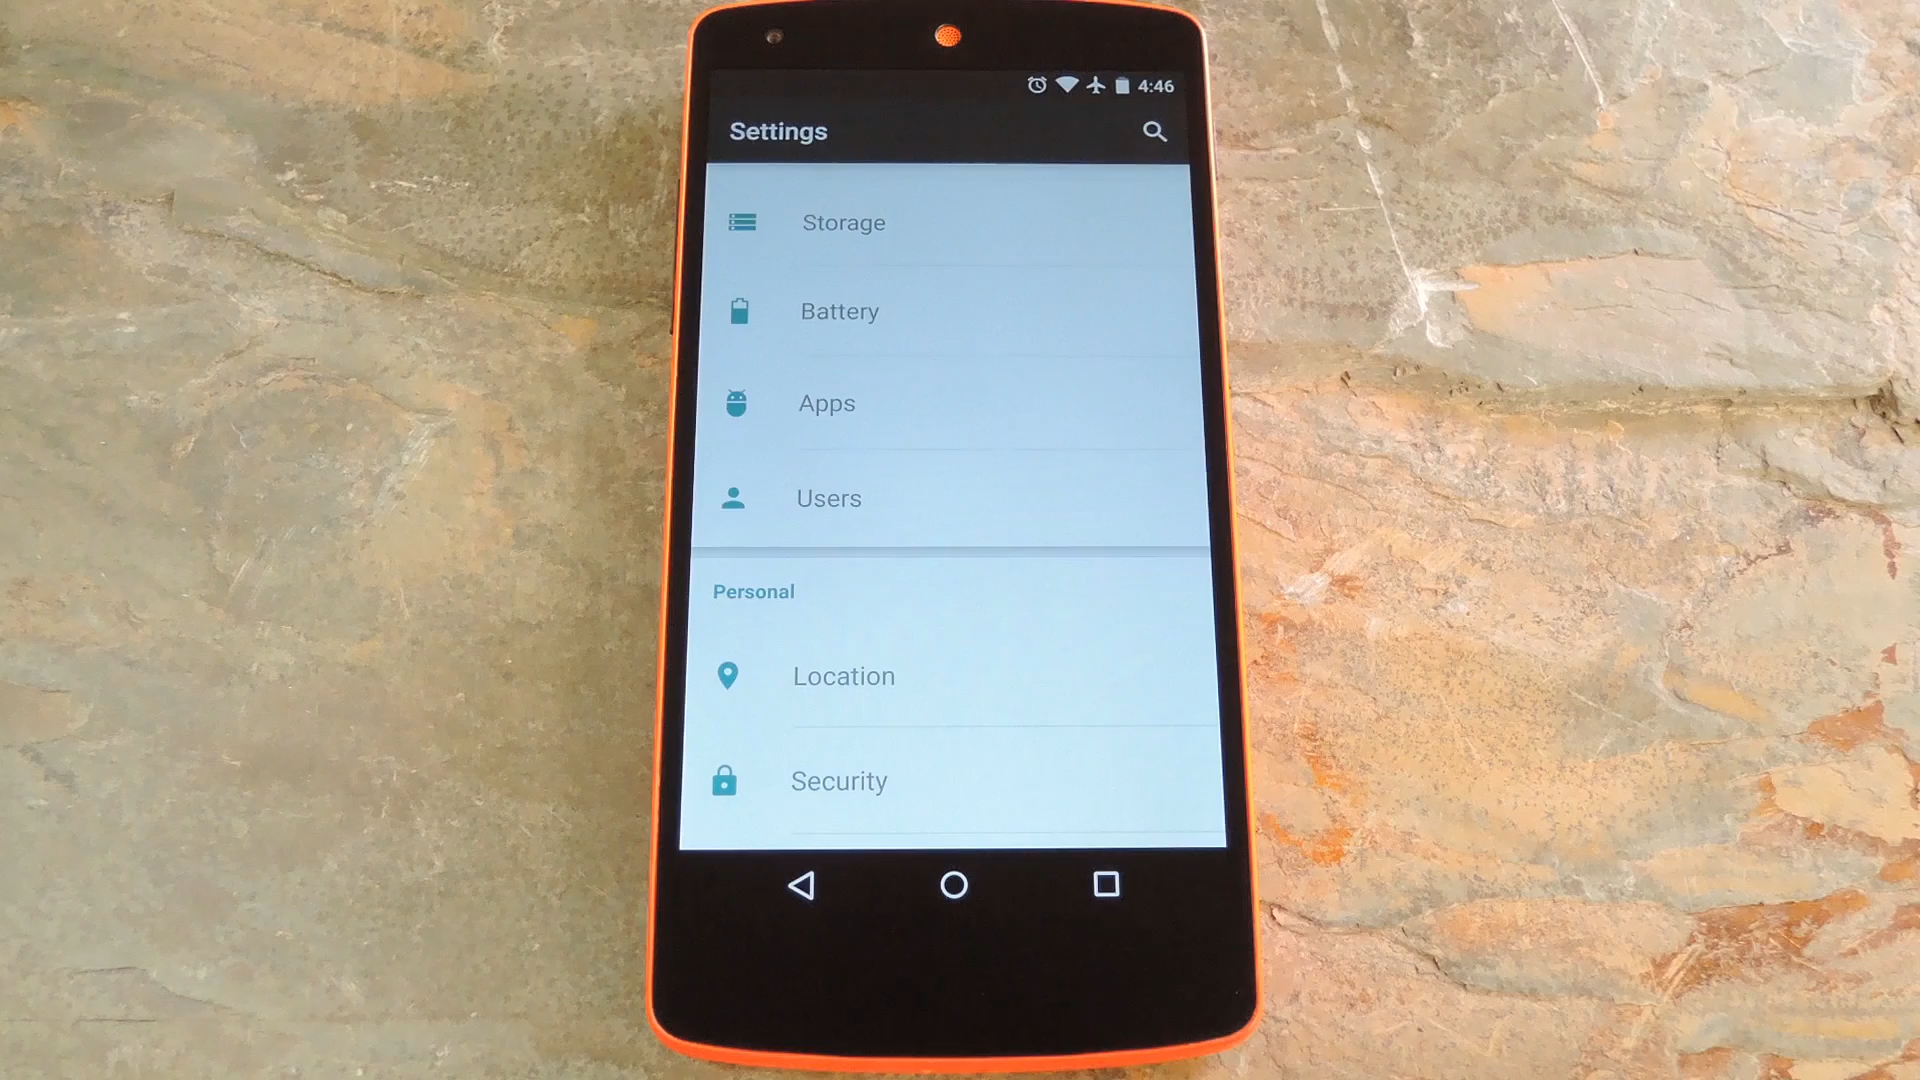 4:46
Settings
Storage
Battery
Apps
Users
Personal
Location
Security